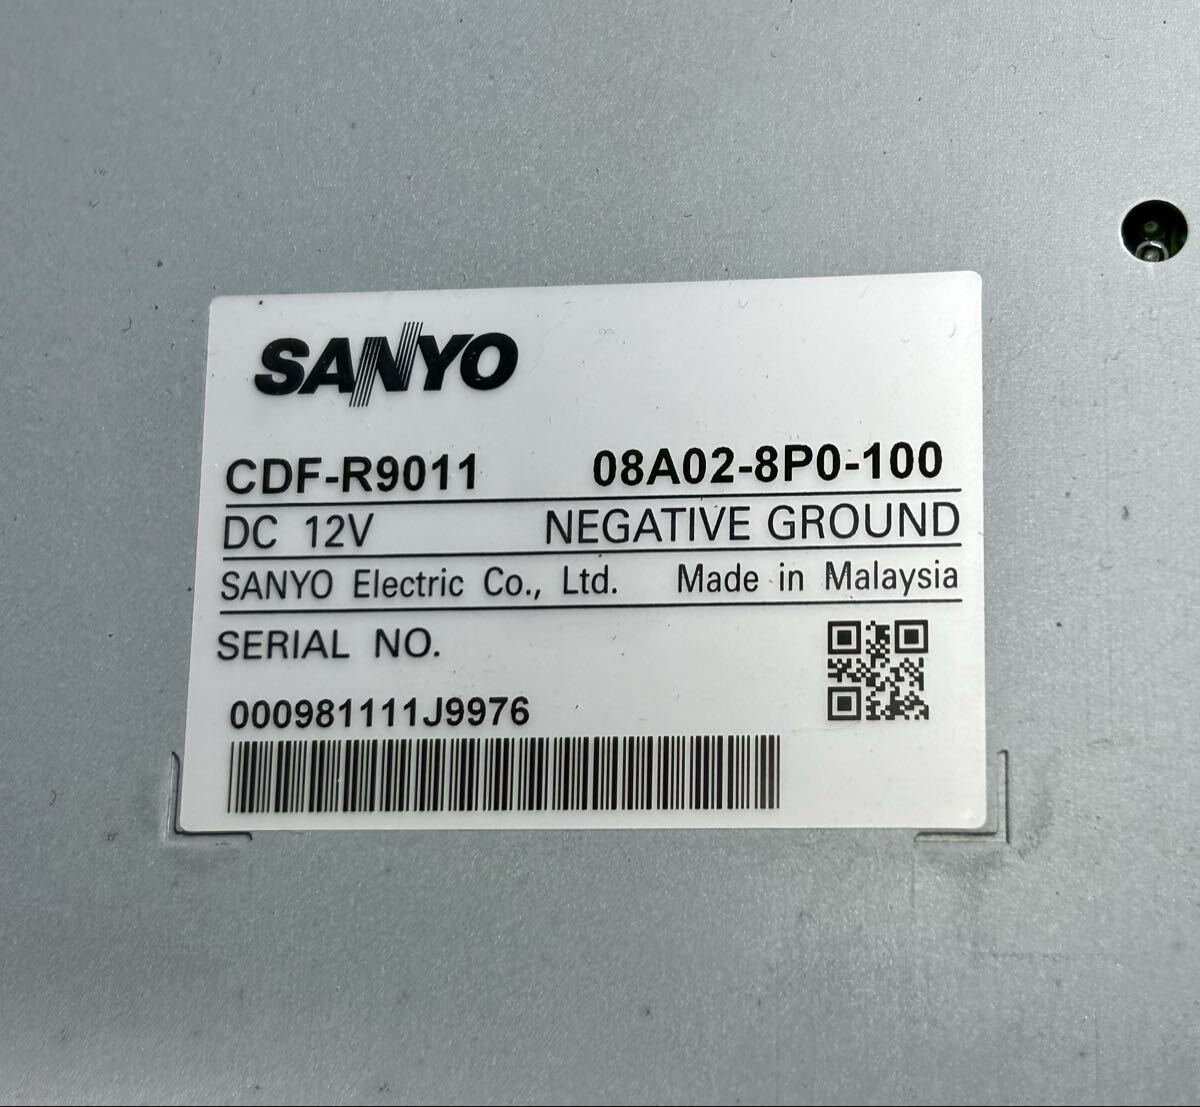 SANYO
CDF-R9011 08A02-8P0-100
DC 12V NEGATIVE GROUND
SANYO Electric Co., Ltd. Made in Malaysia
SERIAL NO.
000981111J9976